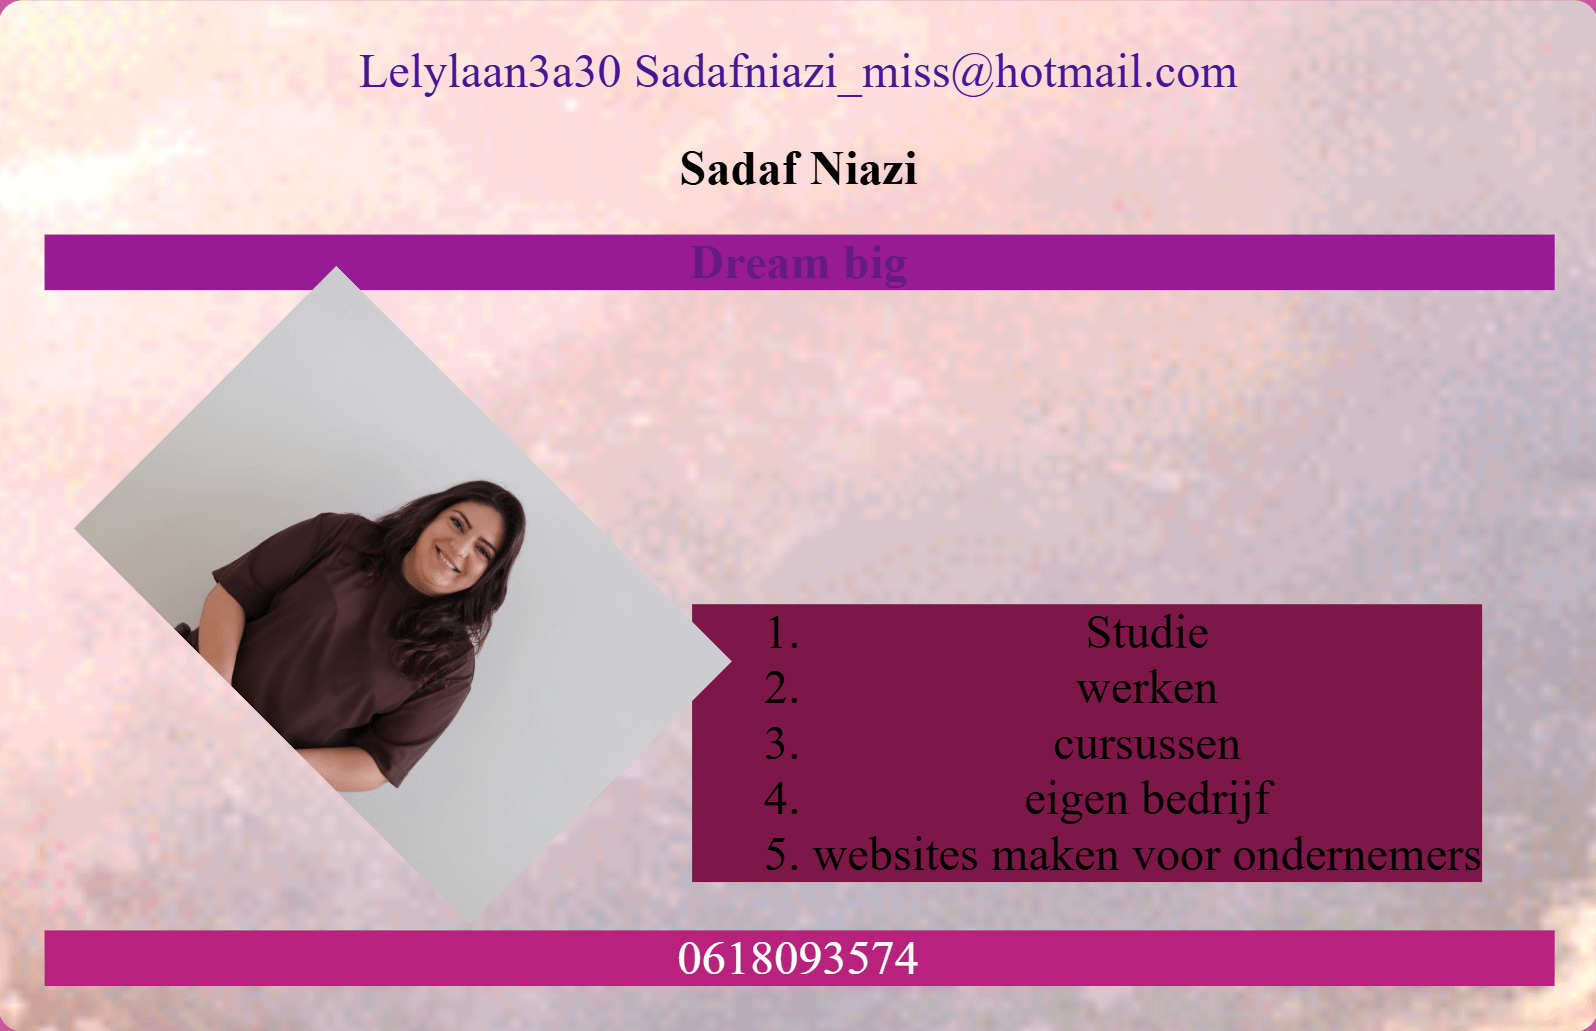 Lelylaan3a30 Sadafniazi_miss@hotmail.com
Sadaf Niazi
Dream big
1. Studie
2. werken
3. cursussen
4. eigen bedrijf
5. websites maken voor ondernemers
0618093574